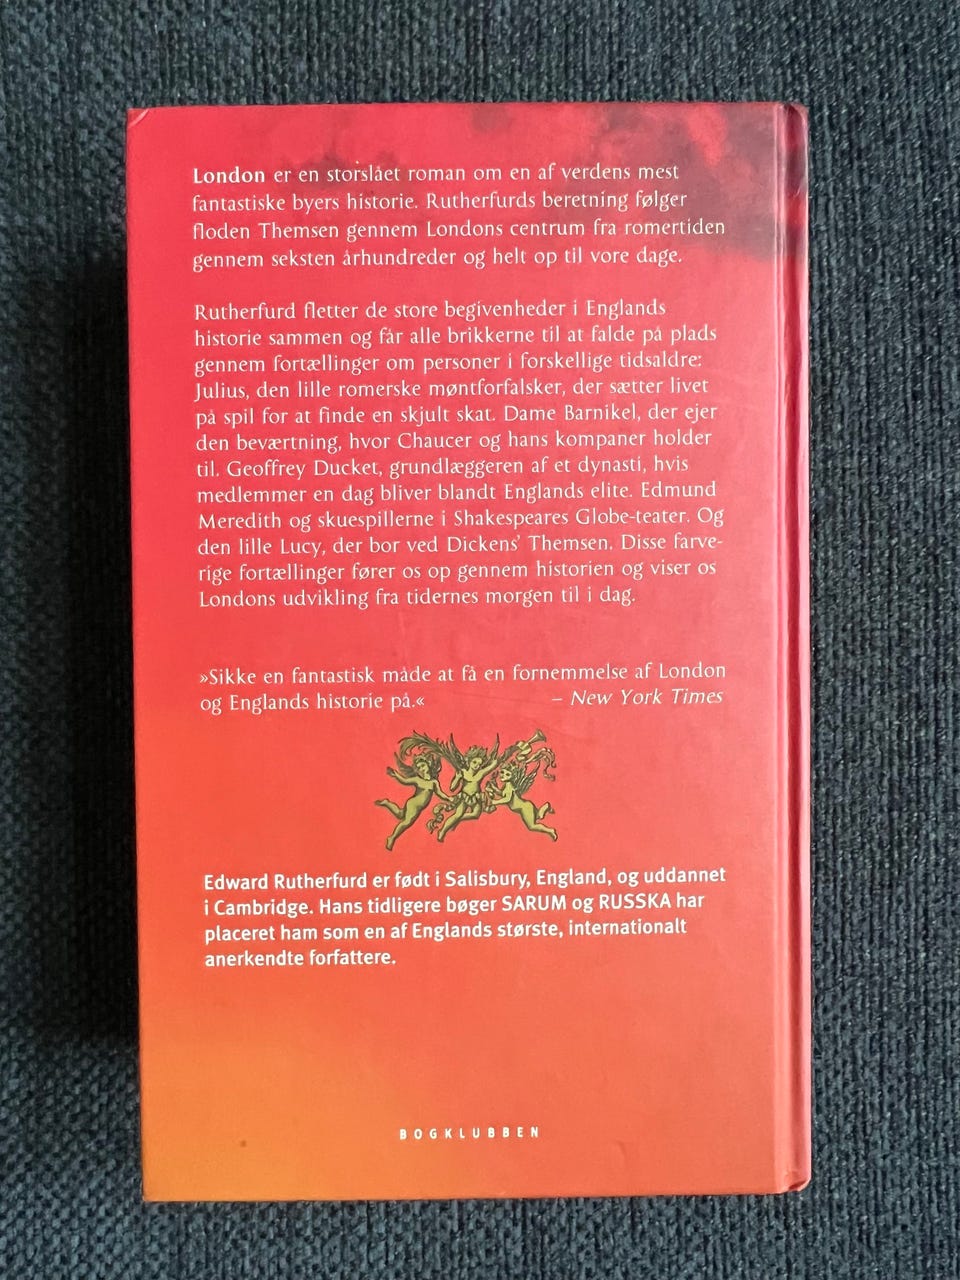 London er en storslået roman om en af verdens mest
fantastiske byers historie. Rutherfurds beretning følger
floden Themsen gennem Londons centrum fra romertiden
gennem seksten århundreder og helt op til vore dage.
Rutherfurd fletter de store begivenheder i Englands
historie sammen og får alle brikkerne til at falde på plads
gennem fortællinger om personer i forskellige tidsaldre:
Julius, den lille romerske møntforfalsker, der sætter livet
på spil for at finde en skjult skat. Dame Barnikel, der ejer
den beværtning, hvor Chaucer og hans kompaner holder
til. Geoffrey Ducket, grundlæggeren af et dynasti, hvis
medlemmer en dag bliver blandt Englands elite. Edmund
Meredith og skuespillerne i Shakespeares Globe-teater. Og
den lille Lucy, der bor ved Dickens' Themsen. Disse farve-
rige fortællinger fører os op gennem historien og viser os
Londons udvikling fra tidernes morgen til i dag.
»Sikke en fantastisk måde at få en fornemmelse af London
og Englands historie på.« – New York Times
Edward Rutherfurd er født i Salisbury, England, og uddannet
i Cambridge. Hans tidligere bøger SARUM og RUSSKA har
placeret ham som en af Englands største, internationalt
anerkendte forfattere.
BOGKLUBBEN